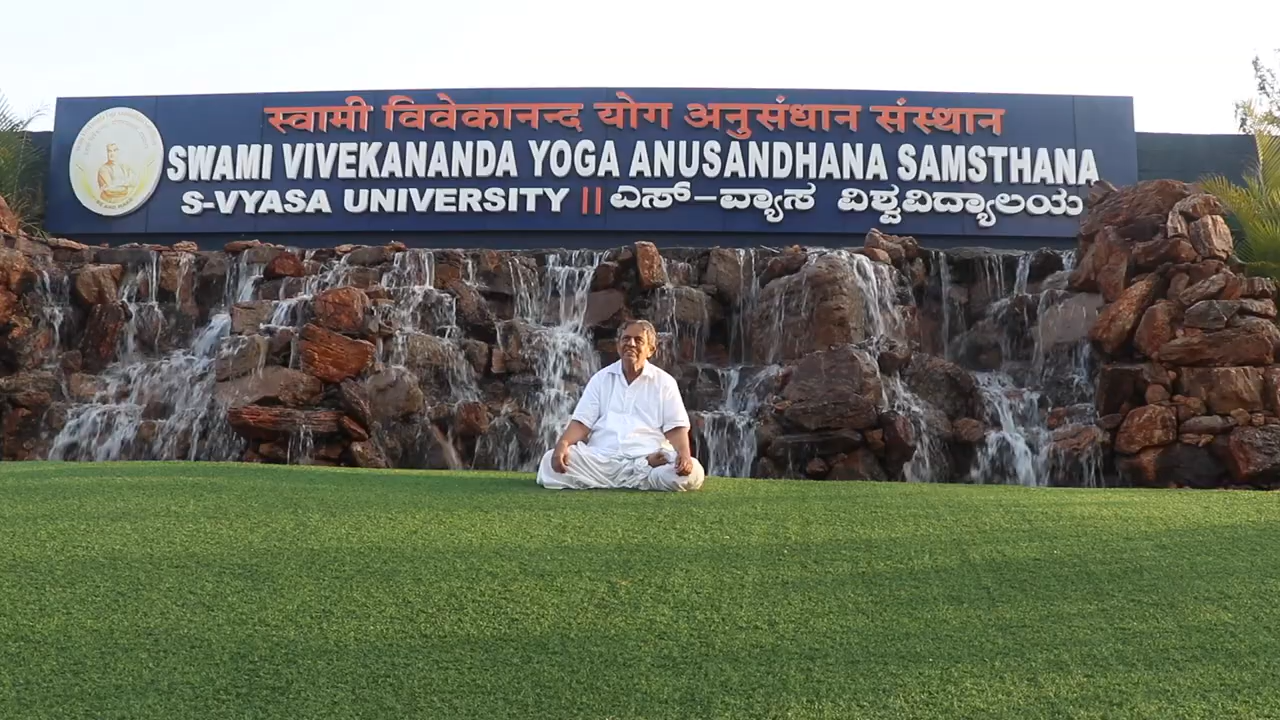 स्वामी विवेकानन्द योग अनुसंधान संस्थान
SWAMI VIVEKANANDA YOGA ANUSANDHANA SAMSTHANA
S-VYASA UNIVERSITY || ಎಸ್-ವ್ಯಾಸ ವಿಶ್ವವಿದ್ಯಾಲಯ